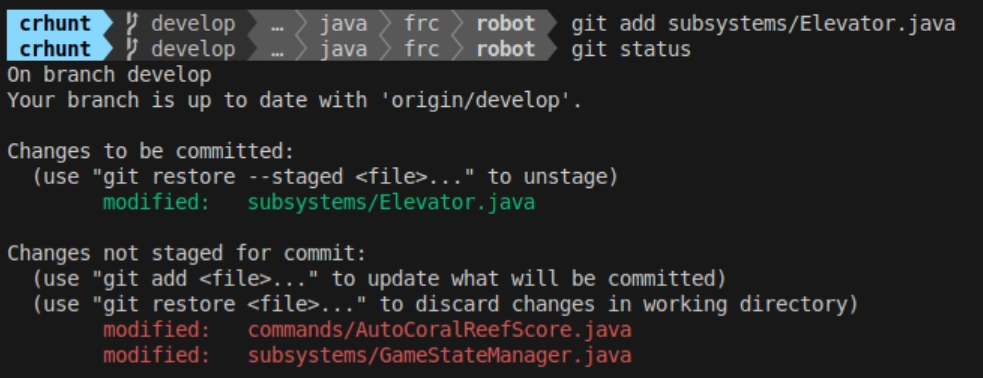 crhunt develop … java frc robot git add subsystems/Elevator.java
crhunt develop … java frc robot git status
On branch develop
Your branch is up to date with 'origin/develop'.
Changes to be committed:
(use "git restore --staged <file>..." to unstage)
modified: subsystems/Elevator.java
Changes not staged for commit:
(use "git add <file>..." to update what will be committed)
(use "git restore <file>..." to discard changes in working directory)
modified: commands/AutoCoralReefScore.java
modified: subsystems/GameStateManager.java